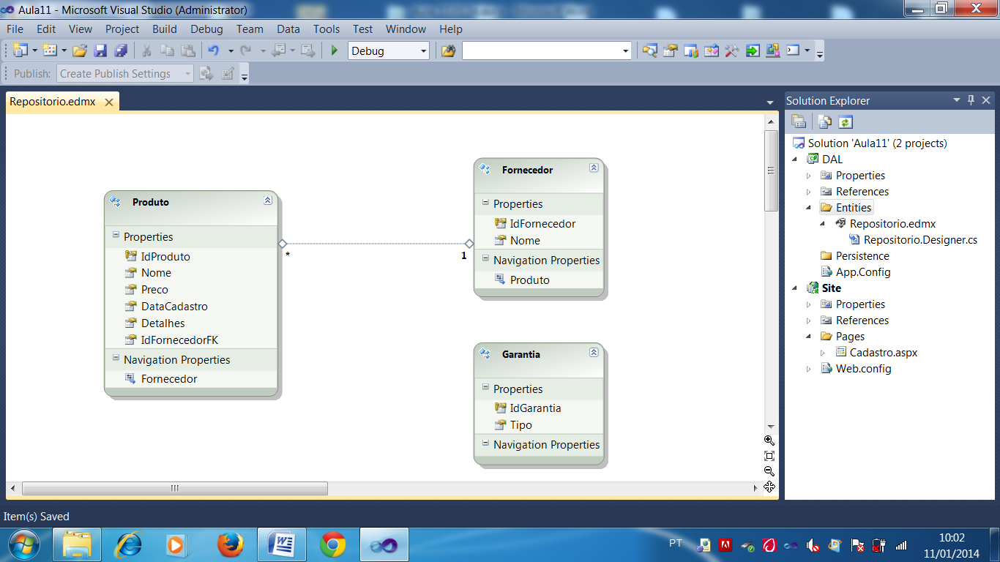 Aula11 - Microsoft Visual Studio (Administrator)
File Edit View Project Build Debug Team Data Tools Test Window Help
Debug
Publish: Create Publish Settings
Repositorio.edmx
Produto
Properties
IdProduto
Nome
Preco
DataCadastro
Detalhes
IdFornecedorFK
Navigation Properties
Fornecedor
*
1
Fornecedor
Properties
IdFornecedor
Nome
Navigation Properties
Produto
Garantia
Properties
IdGarantia
Tipo
Navigation Properties
Solution Explorer
Solution 'Aula11' (2 projects)
DAL
Properties
References
Entities
Repositorio.edmx
Repositorio.Designer.cs
Persistence
App.Config
Site
Properties
References
Pages
Cadastro.aspx
Web.config
Item(s) Saved
PT
10:02
11/01/2014